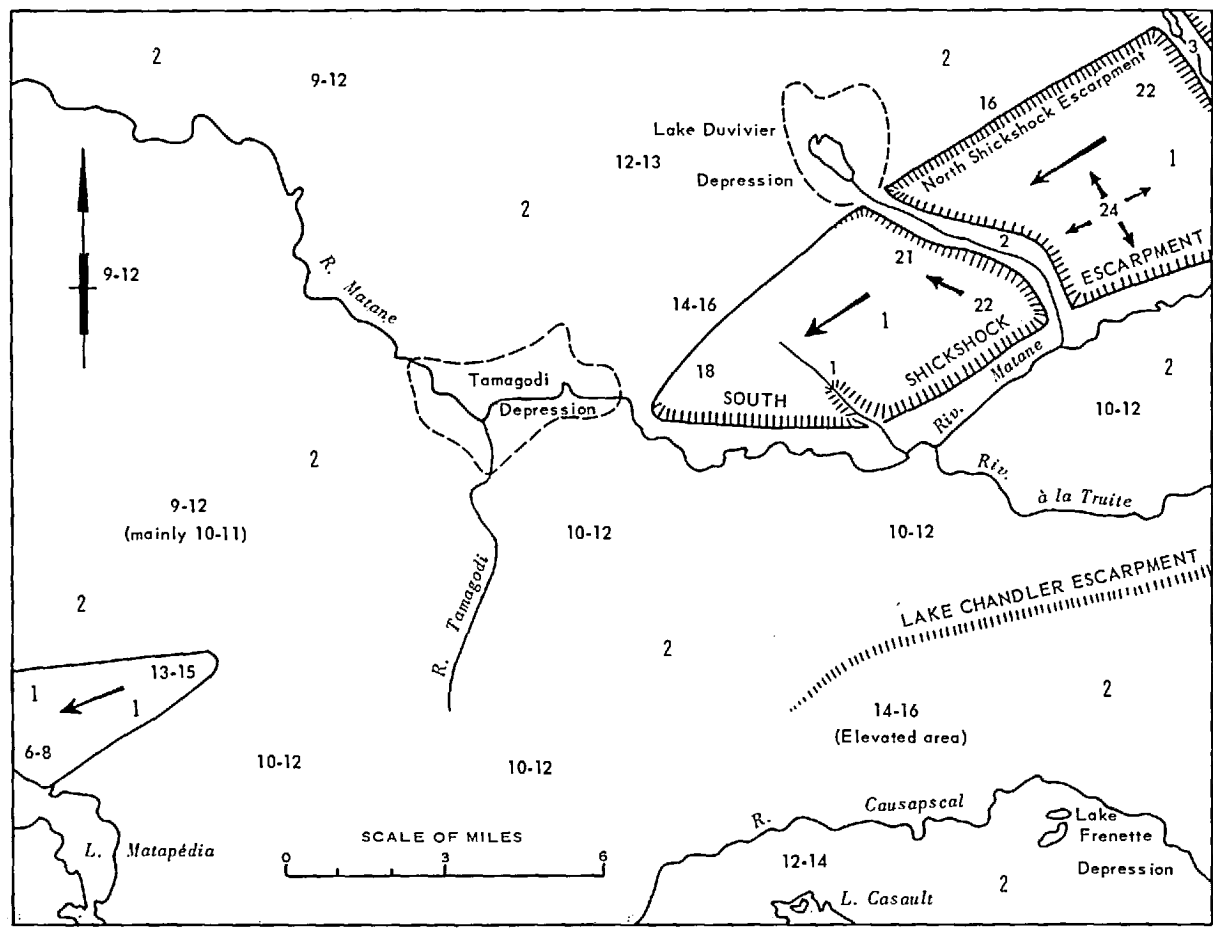 2
9-12
2
3
22
16
North Shickshock Escarpment
Lake Duvivier
12-13
Depression
1
24
2
2
ESCARPMENT
9-12
R. Matane
21
22
14-16
1
SHICKSHOCK
Riv. Matane
2
Tamagodi
Depression
18
1
SOUTH
10-12
2
Riv.
à la Truite
9-12
(mainly 10-11)
10-12
10-12
LAKE CHANDLER ESCARPMENT
R. Tamagodi
2
2
13-15
1
1
6-8
2
14-16
(Elevated area)
10-12
10-12
R. Causapscal
Lake
Frenette
Depression
SCALE OF MILES
0 3 6
L. Matapédia
12-14
2
L. Casault